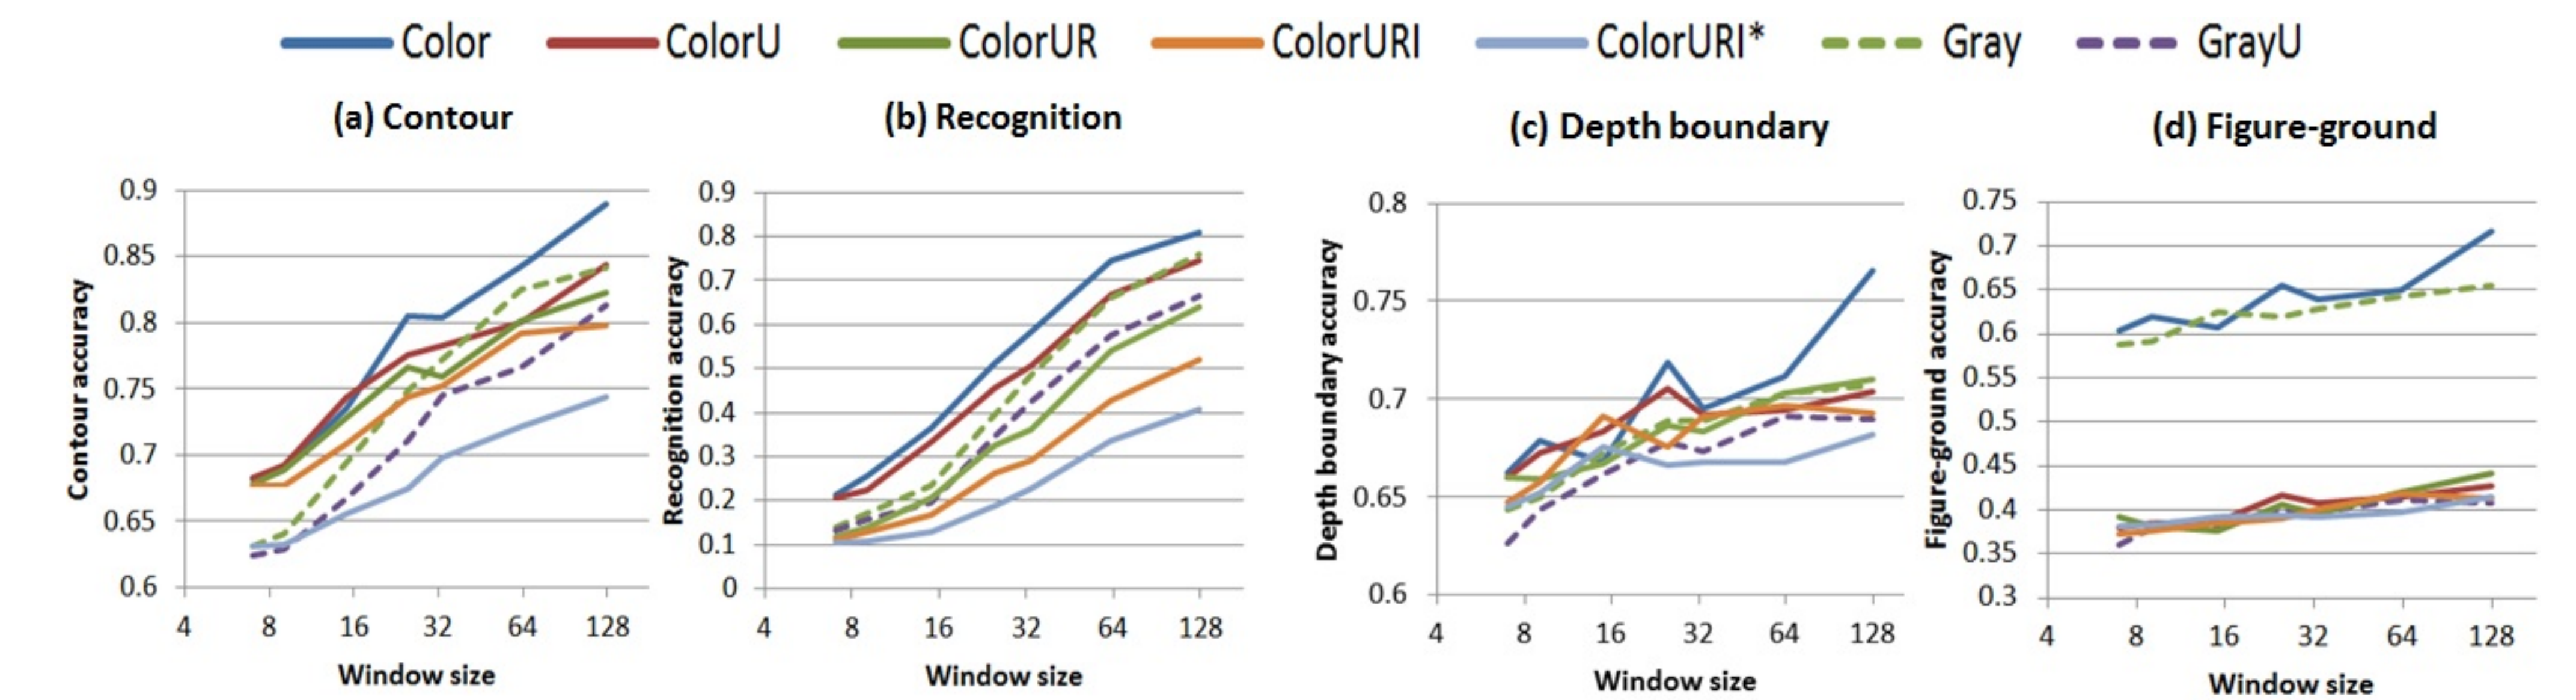 Color ColorU ColorUR ColorURI ColorURI* Gray GrayU
(a) Contour
Contour accuracy
0.9
0.85
0.8
0.75
0.7
0.65
0.6
4 8 16 32 64 128
Window size
(b) Recognition
Recognition accuracy
0.9
0.8
0.7
0.6
0.5
0.4
0.3
0.2
0.1
0
4 8 16 32 64 128
Window size
(c) Depth boundary
Depth boundary accuracy
0.8
0.75
0.7
0.65
0.6
4 8 16 32 64 128
Window size
(d) Figure-ground
Figure-ground accuracy
0.75
0.7
0.65
0.6
0.55
0.5
0.45
0.4
0.35
0.3
4 8 16 32 64 128
Window size